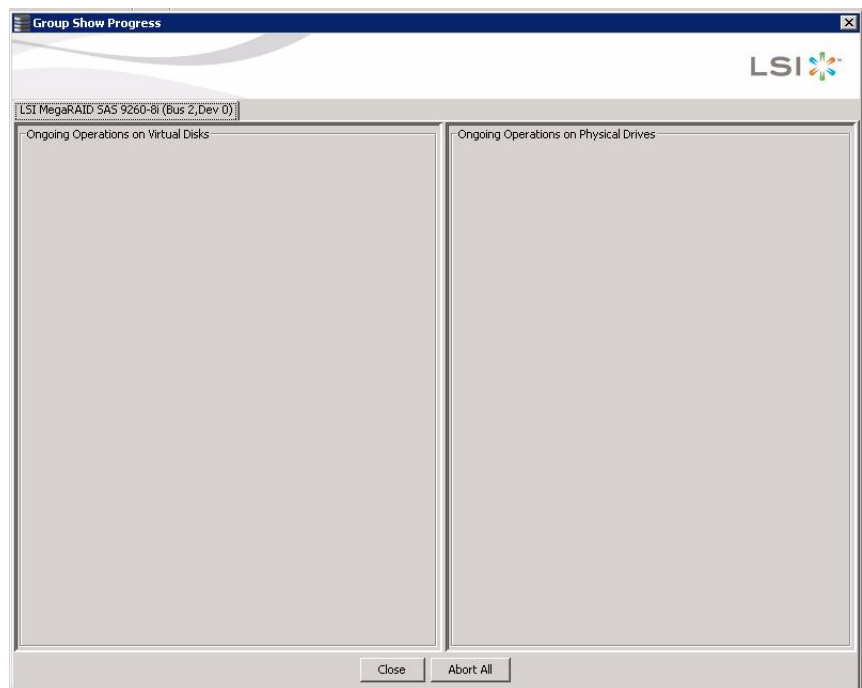 Group Show Progress
LSI
LSI MegaRAID SAS 9260-8i (Bus 2,Dev 0)
Ongoing Operations on Virtual Disks
Ongoing Operations on Physical Drives
Close
Abort All